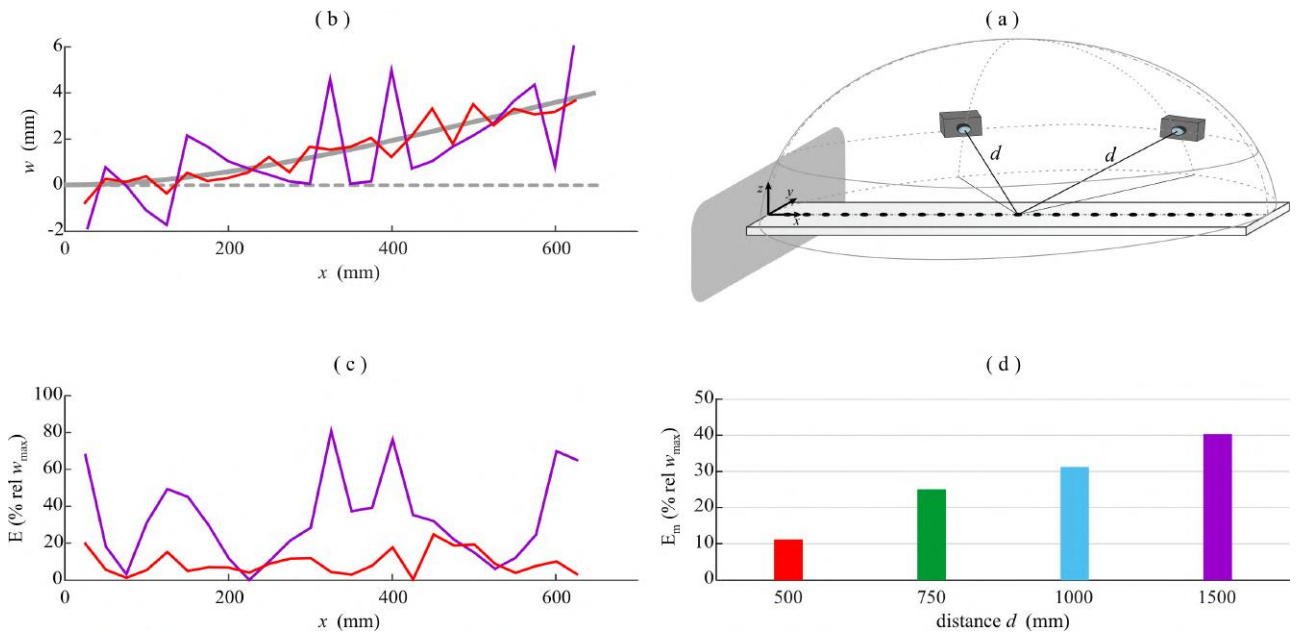 ( b )
6
4
2
0
-2
w (mm)
0
200
400
600
x (mm)
( a )
d
d
z
y
x
( c )
100
80
60
40
20
0
E (% rel wmax)
0
200
400
600
x (mm)
( d )
50
40
30
20
10
0
Em (% rel wmax)
500
750
1000
1500
distance d (mm)